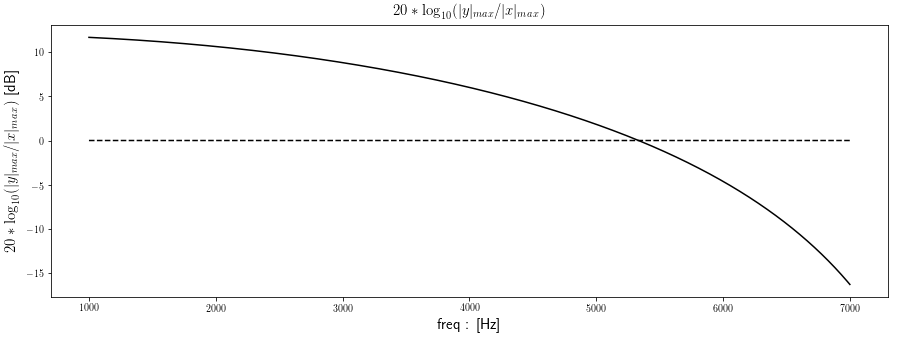 20 * log₁₀(|y|ₘₐₓ/|x|ₘₐₓ)
20 * log₁₀(|y|ₘₐₓ/|x|ₘₐₓ) [dB]
10
5
0
−5
−10
−15
1000 2000 3000 4000 5000 6000 7000
freq : [Hz]